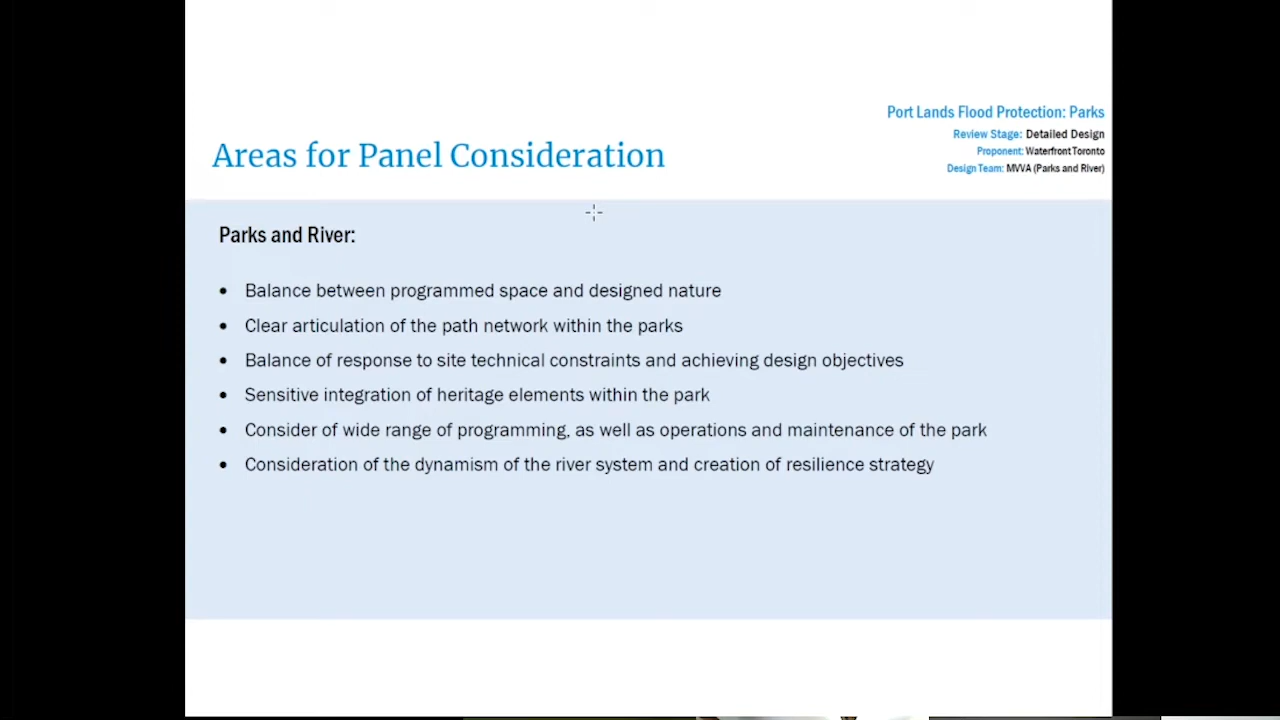 Port Lands Flood Protection: Parks
Review Stage: Detailed Design
Proponent: Waterfront Toronto
Design Team: MVVA (Parks and River)
Areas for Panel Consideration
Parks and River:
• Balance between programmed space and designed nature
• Clear articulation of the path network within the parks
• Balance of response to site technical constraints and achieving design objectives
• Sensitive integration of heritage elements within the park
• Consider of wide range of programming, as well as operations and maintenance of the park
• Consideration of the dynamism of the river system and creation of resilience strategy